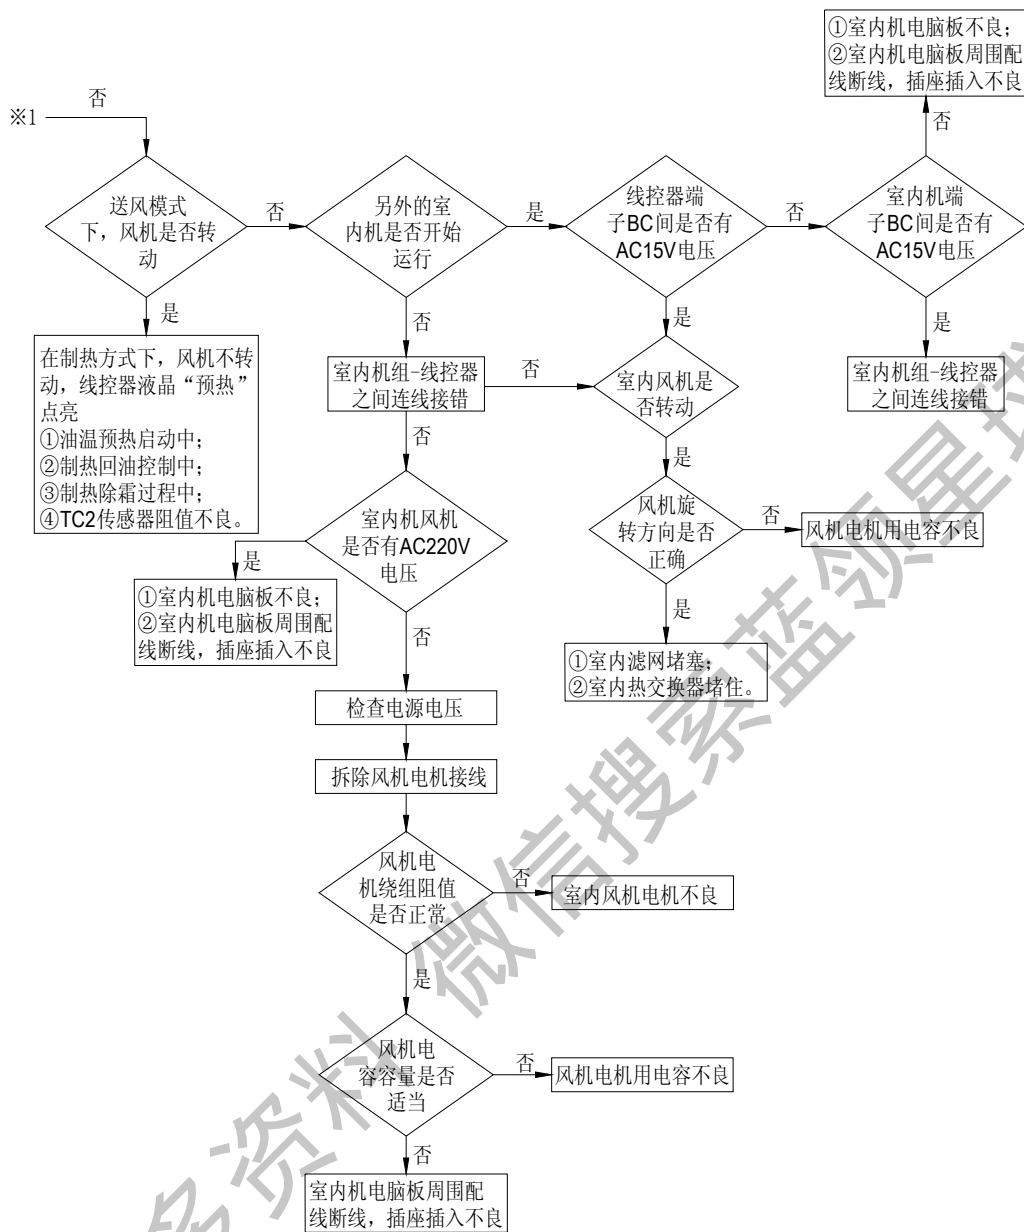 ①室内机电脑板不良；
②室内机电脑板周围配
线断线，插座插入不良
※1
否
否
送风模式
下，风机是否转
动
否
另外的室
内机是否开始
运行
是
线控器端
子BC间是否有
AC15V电压
否
室内机端
子BC间是否有
AC15V电压
是
否
是
是
在制热方式下，风机不转
动，线控器液晶“预热”
点亮
①油温预热启动中；
②制热回油控制中；
③制热除霜过程中；
④TC2传感器阻值不良。
室内机组-线控器
之间连线接错
否
室内风机是
否转动
室内机组-线控器
之间连线接错
否
是
室内机风机
是否有AC220V
电压
风机旋
转方向是否
正确
否
风机电机用电容不良
是
①室内机电脑板不良；
②室内机电脑板周围配
线断线，插座插入不良
否
是
①室内滤网堵塞；
②室内热交换器堵住。
检查电源电压
拆除风机电机接线
风机电
机绕组阻值
是否正常
否
室内风机电机不良
是
风机电
容容量是否
适当
否
风机电机用电容不良
否
室内机电脑板周围配
线断线，插座插入不良
多资料 微信搜索蓝领星球